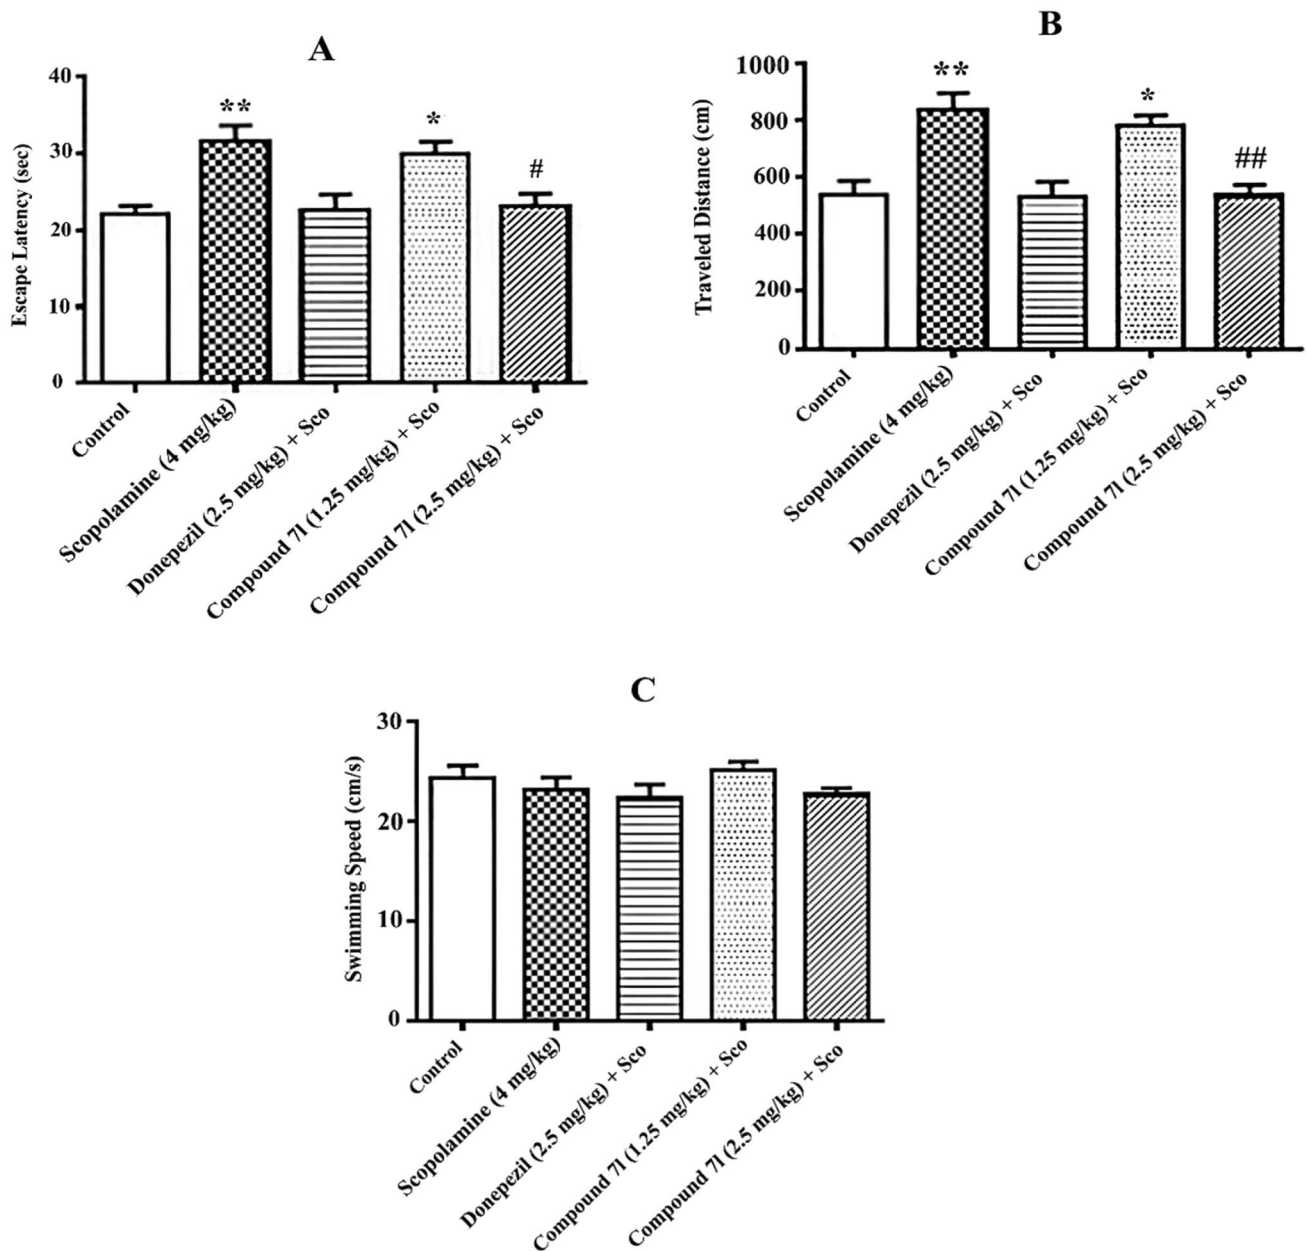 A
40
30
20
10
0
Escape Latency (sec)
**
*
#
Control
Scopolamine (4 mg/kg)
Donepezil (2.5 mg/kg) + Sco
Compound 7l (1.25 mg/kg) + Sco
Compound 7l (2.5 mg/kg) + Sco
B
1000
800
600
400
200
0
Traveled Distance (cm)
**
*
##
Control
Scopolamine (4 mg/kg)
Donepezil (2.5 mg/kg) + Sco
Compound 7l (1.25 mg/kg) + Sco
Compound 7l (2.5 mg/kg) + Sco
C
30
20
10
0
Swimming Speed (cm/s)
Control
Scopolamine (4 mg/kg)
Donepezil (2.5 mg/kg) + Sco
Compound 7l (1.25 mg/kg) + Sco
Compound 7l (2.5 mg/kg) + Sco